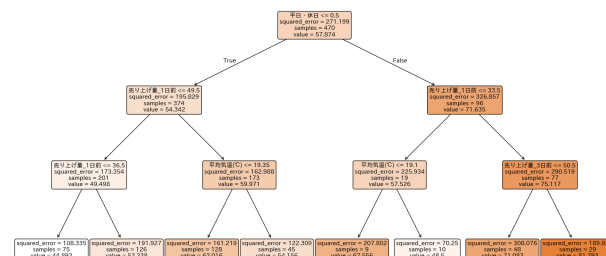 平日・休日 <= 0.5
squared_error = 271.199
samples = 470
value = 57.874
True
False
売り上げ量_1日前 <= 49.5
squared_error = 195.829
samples = 374
value = 54.342
売り上げ量_1日前 <= 33.5
squared_error = 326.857
samples = 96
value = 71.635
売り上げ量_1日前 <= 36.5
squared_error = 173.354
samples = 201
value = 49.498
平均気温(℃) <= 19.35
squared_error = 162.988
samples = 173
value = 59.971
平均気温(℃) <= 19.1
squared_error = 225.934
samples = 19
value = 57.526
売り上げ量_3日前 <= 50.5
squared_error = 290.519
samples = 77
value = 75.117
squared_error = 108.335
samples = 75
squared_error = 191.927
samples = 126
squared_error = 161.219
samples = 128
squared_error = 122.309
samples = 45
squared_error = 207.802
samples = 9
squared_error = 70.25
samples = 10
squared_error = 308.076
samples = 48
squared_error = 189.9
samples = 29